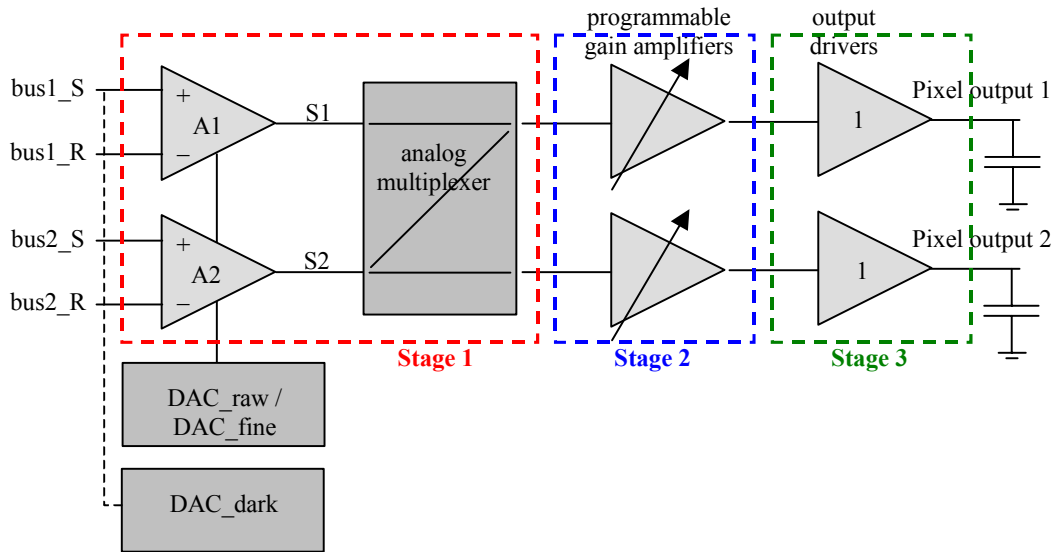 programmable
gain amplifiers
output
drivers
bus1_S
+
A1
−
bus1_R
S1
analog
multiplexer
1
Pixel output 1
bus2_S
+
A2
−
bus2_R
S2
1
Pixel output 2
Stage 1
Stage 2
Stage 3
DAC_raw /
DAC_fine
DAC_dark